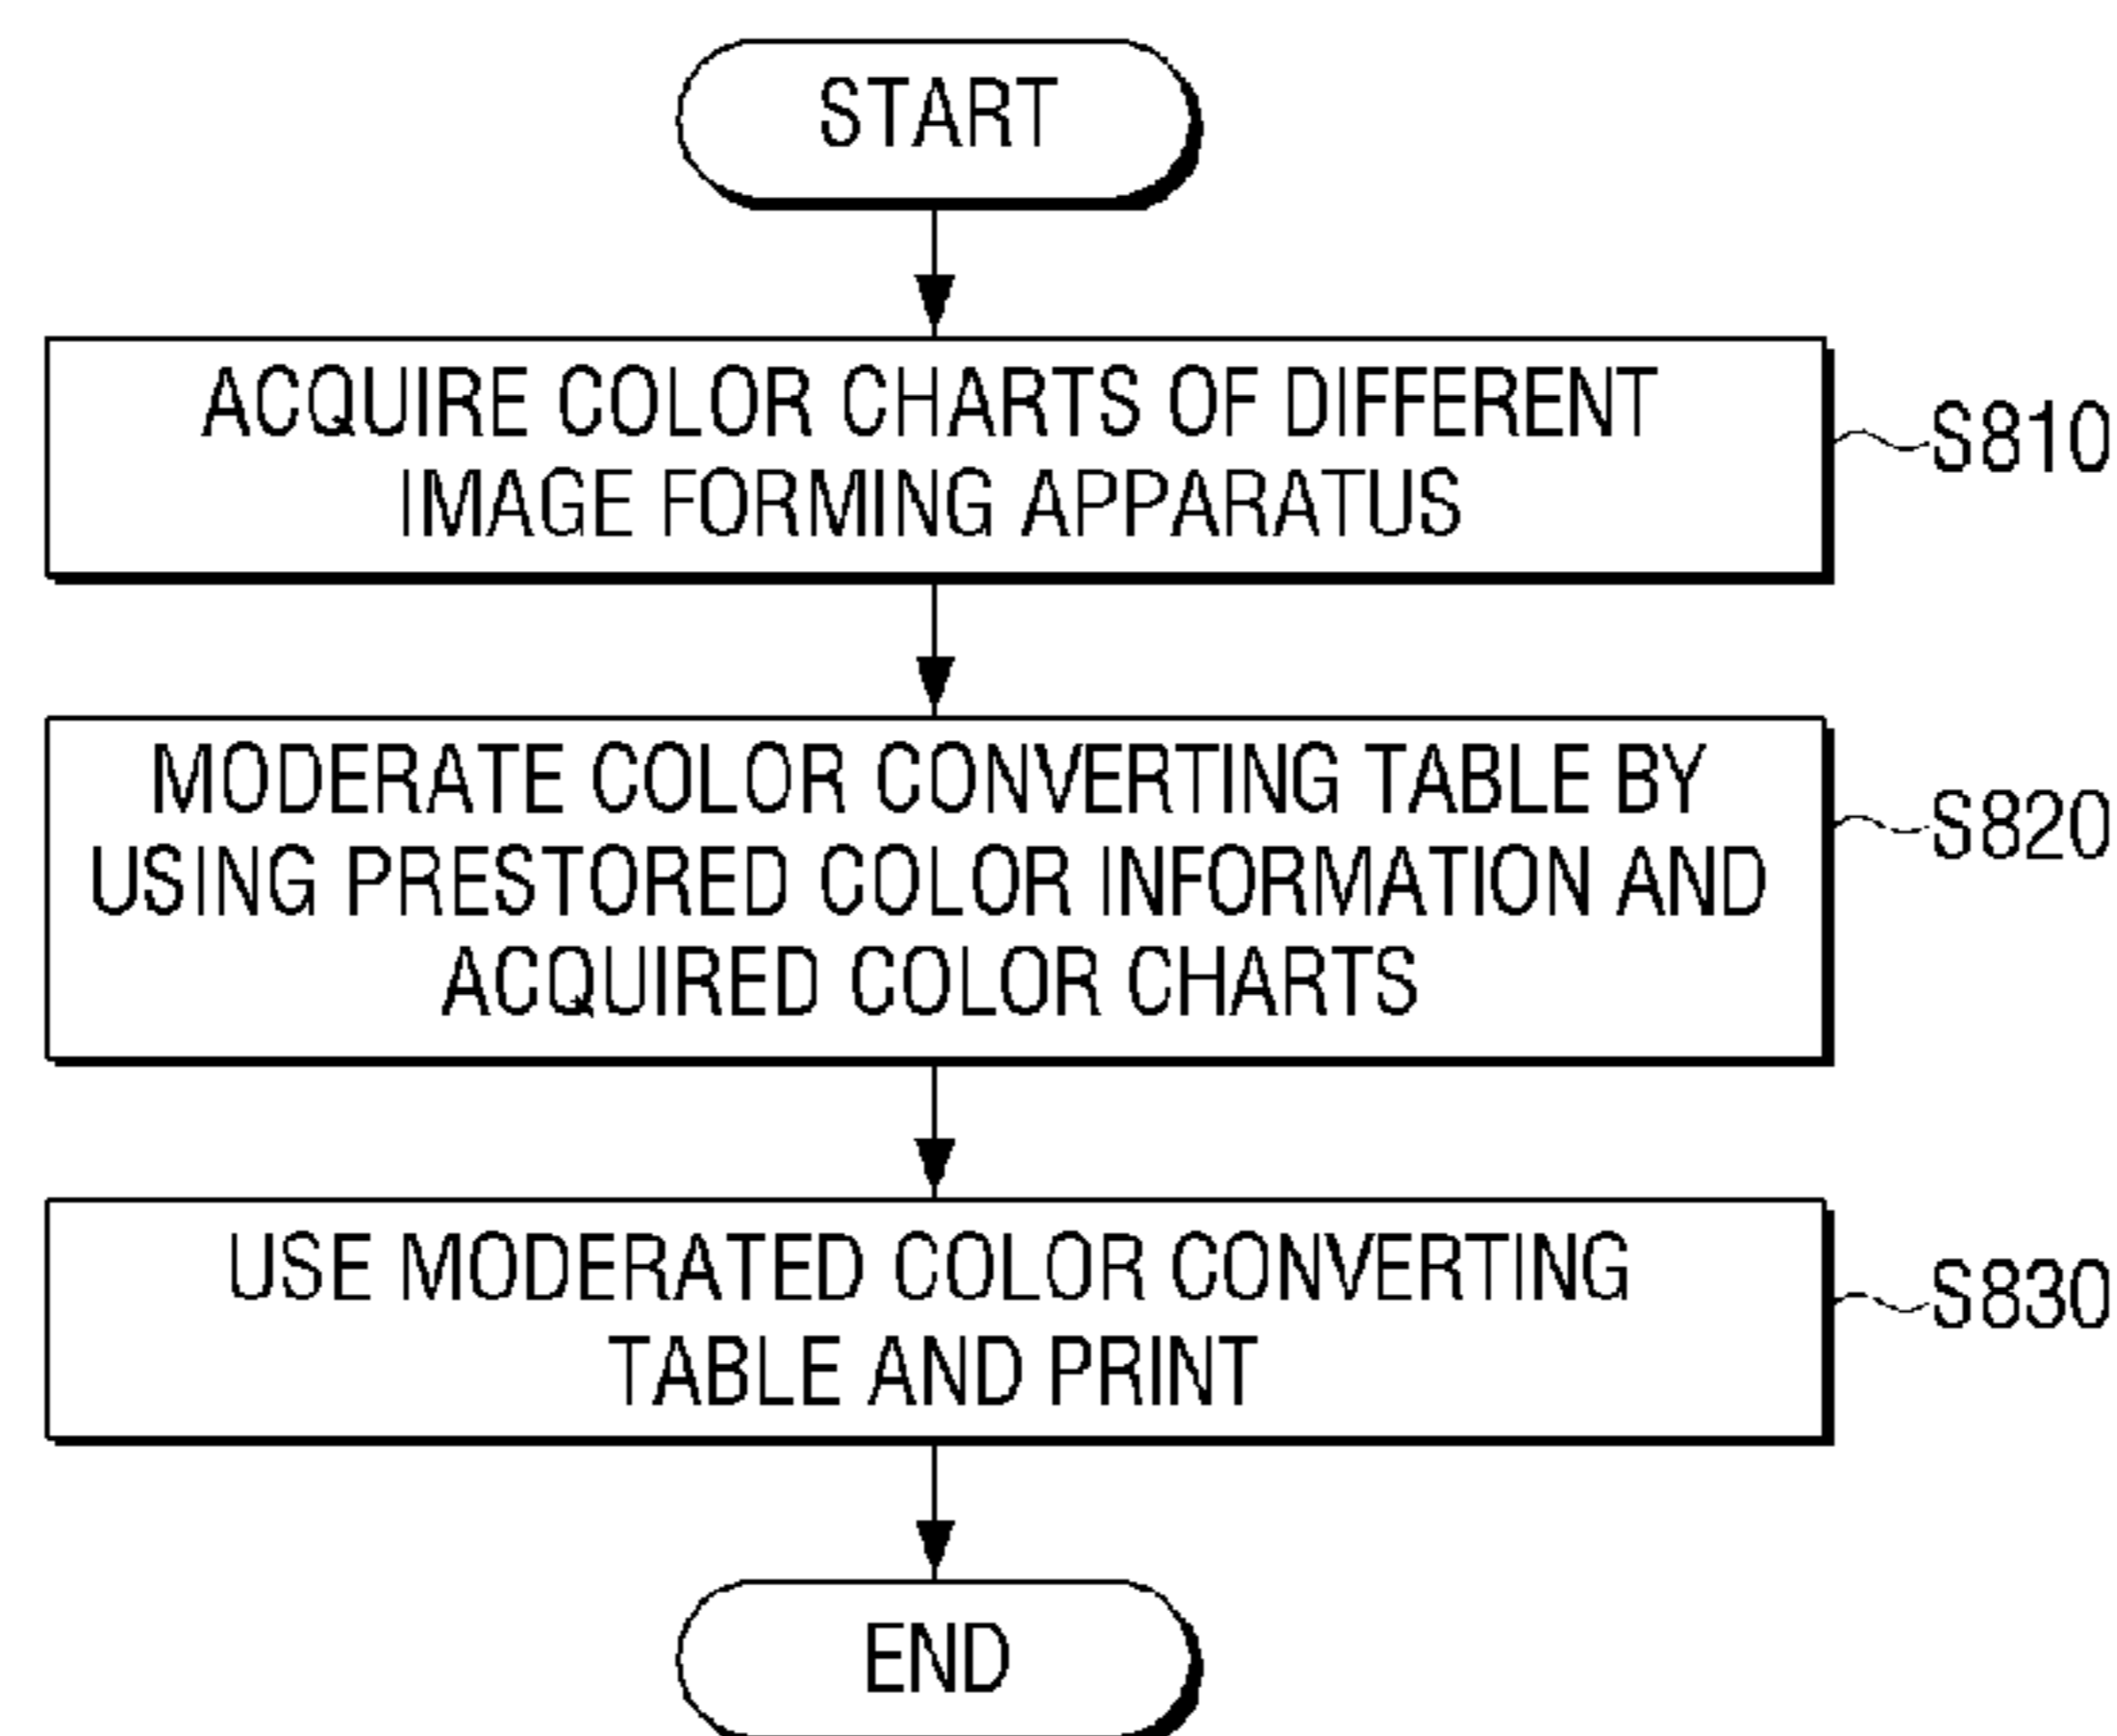 START
ACQUIRE COLOR CHARTS OF DIFFERENT
IMAGE FORMING APPARATUS
S810
MODERATE COLOR CONVERTING TABLE BY
USING PRESTORED COLOR INFORMATION AND
ACQUIRED COLOR CHARTS
S820
USE MODERATED COLOR CONVERTING
TABLE AND PRINT
S830
END